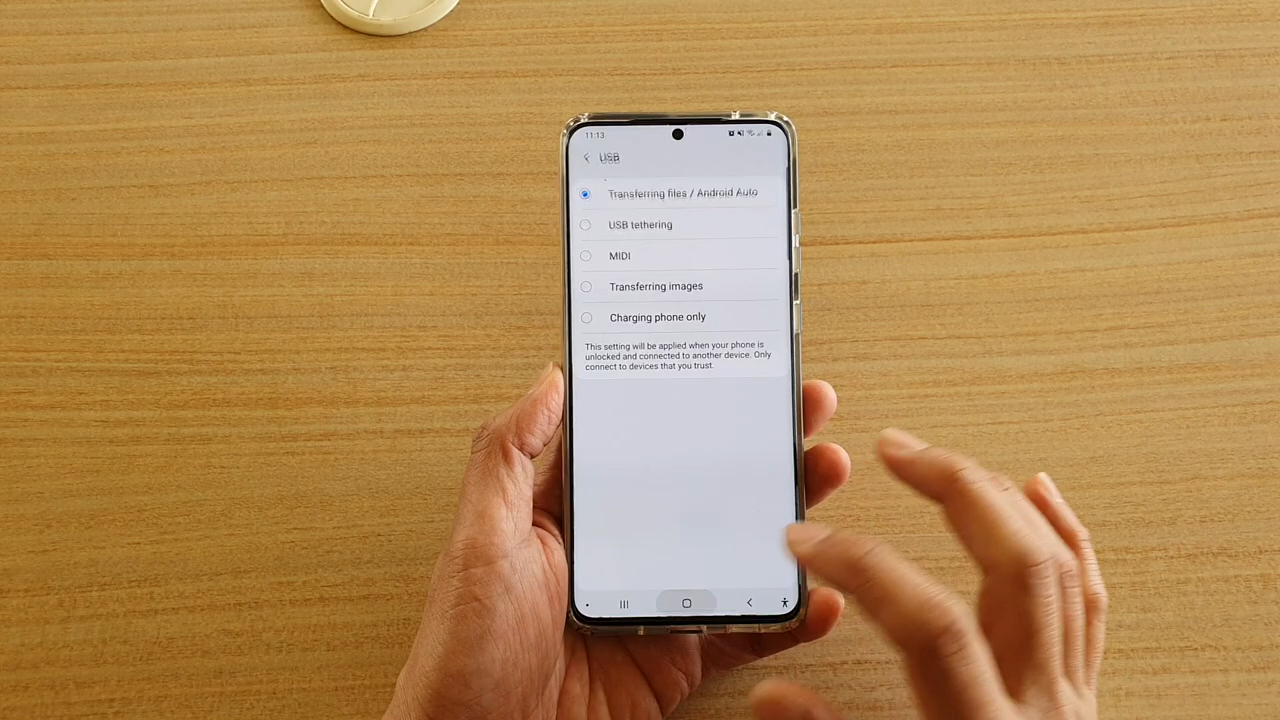 11:13
USB
Transferring files / Android Auto
USB tethering
MIDI
Transferring images
Charging phone only
This setting will be applied when your phone is
unlocked and connected to another device. Only
connect to devices that you trust.